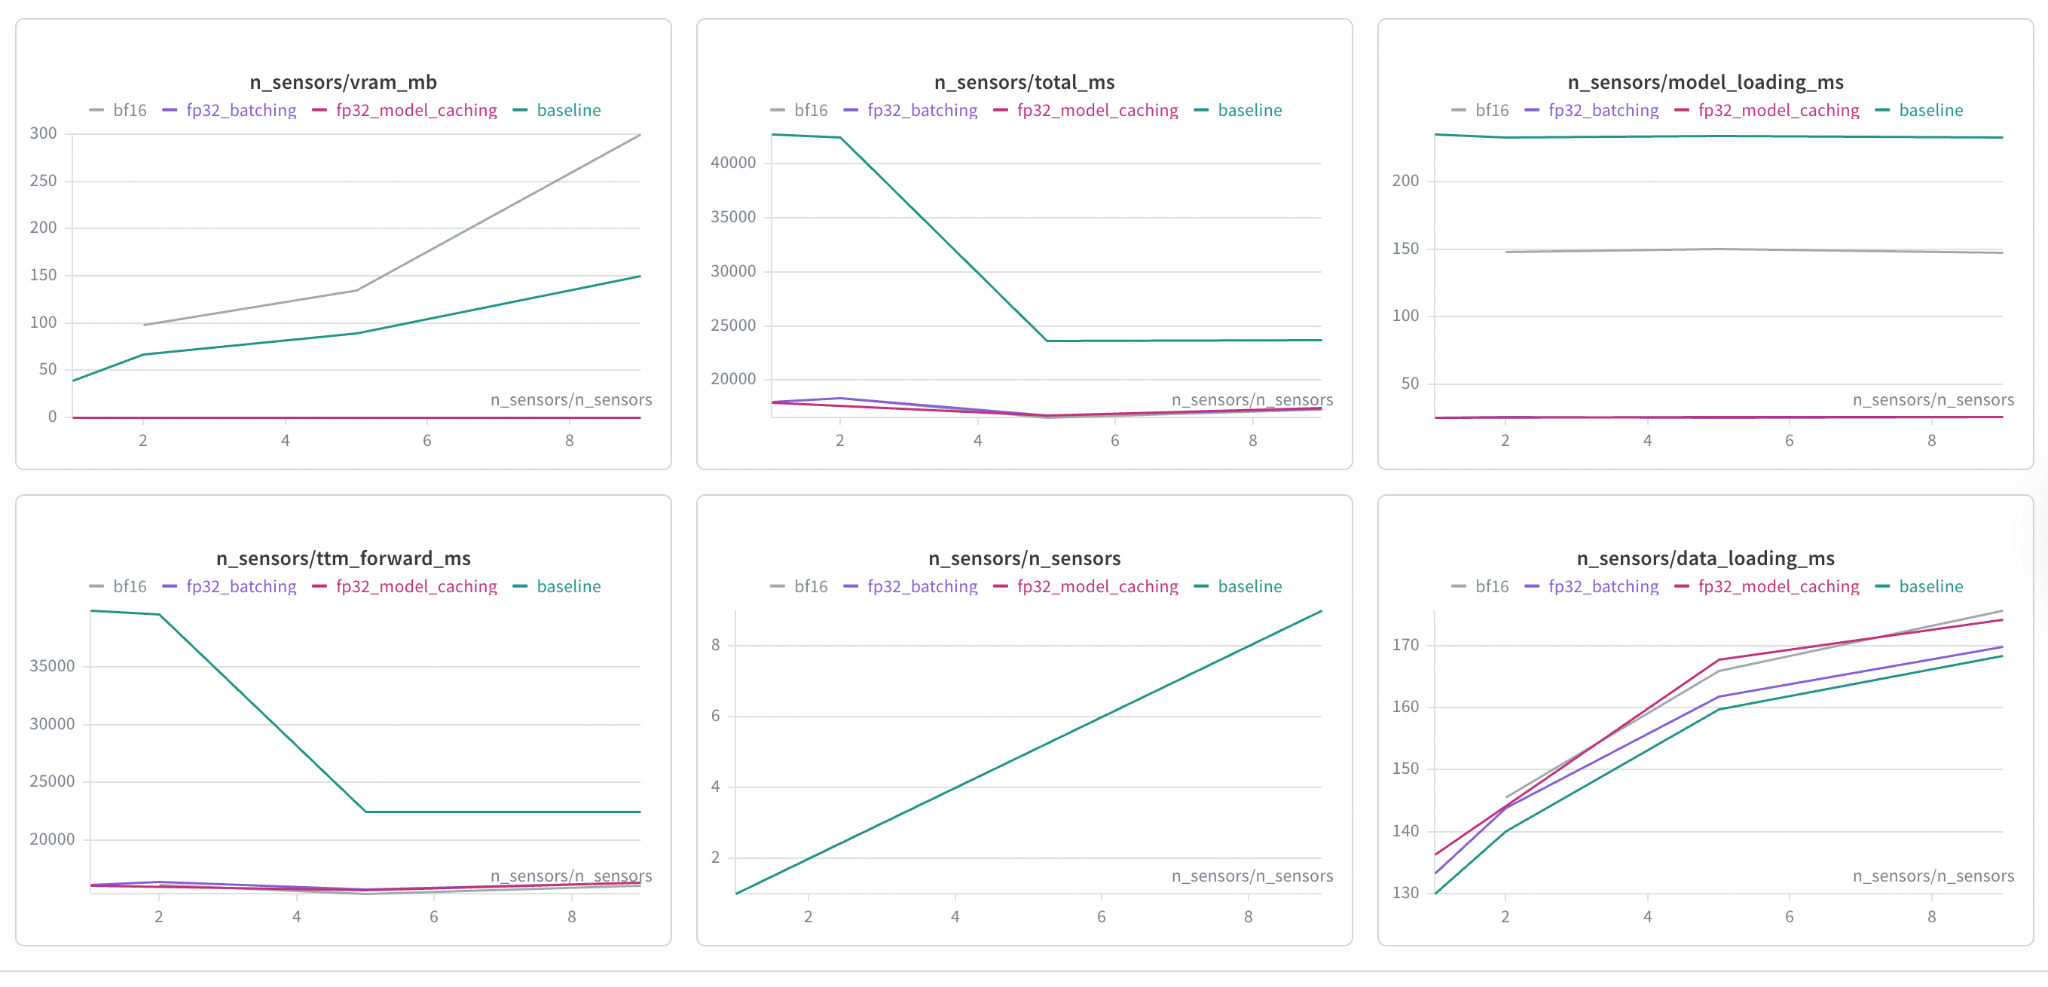 n_sensors/vram_mb
bf16 fp32_batching fp32_model_caching baseline
300
250
200
150
100
50
0
n_sensors/n_sensors
2 4 6 8
n_sensors/total_ms
bf16 fp32_batching fp32_model_caching baseline
40000
35000
30000
25000
20000
n_sensors/n_sensors
2 4 6 8
n_sensors/model_loading_ms
bf16 fp32_batching fp32_model_caching baseline
200
150
100
50
n_sensors/n_sensors
2 4 6 8
n_sensors/ttm_forward_ms
bf16 fp32_batching fp32_model_caching baseline
35000
30000
25000
20000
n_sensors/n_sensors
2 4 6 8
n_sensors/n_sensors
bf16 fp32_batching fp32_model_caching baseline
8
6
4
2
n_sensors/n_sensors
2 4 6 8
n_sensors/data_loading_ms
bf16 fp32_batching fp32_model_caching baseline
170
160
150
140
130
n_sensors/n_sensors
2 4 6 8